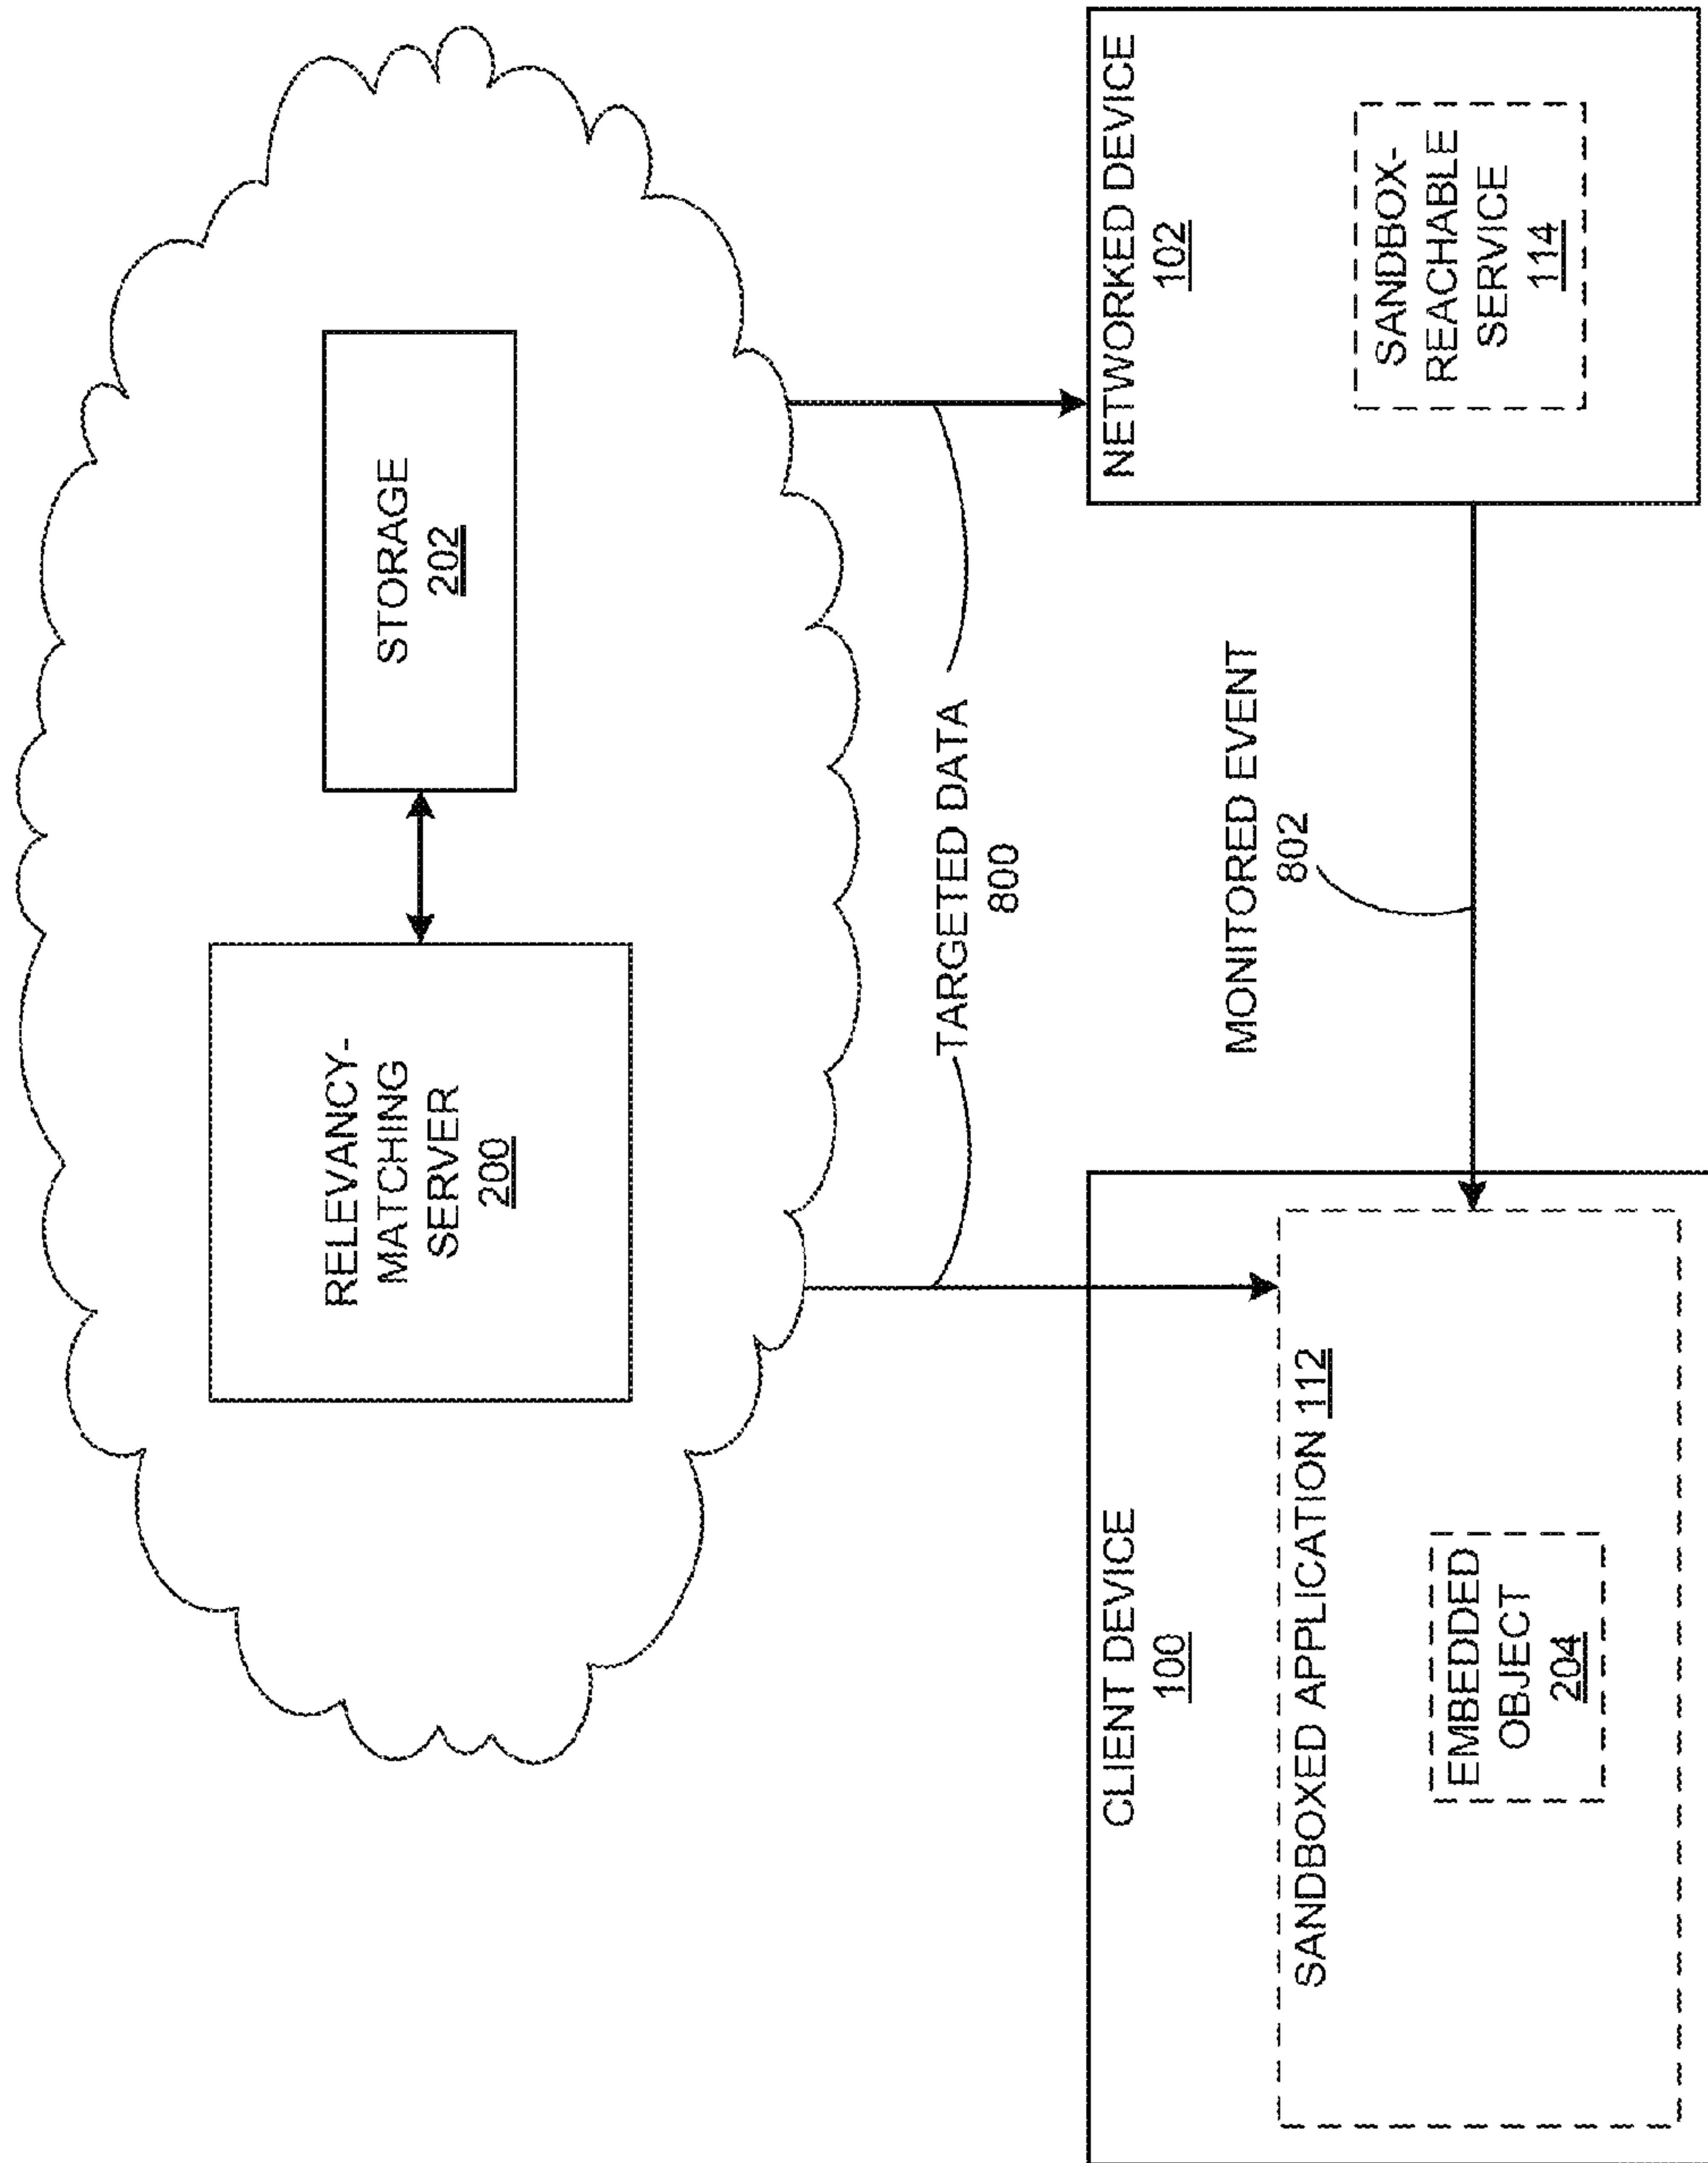 RELEVANCY-
MATCHING
SERVER
200
STORAGE
202
TARGETED DATA
800
MONITORED EVENT
802
CLIENT DEVICE
100
SANDBOXED APPLICATION 112
EMBEDDED
OBJECT
204
NETWORKED DEVICE
102
SANDBOX-
REACHABLE
SERVICE
114